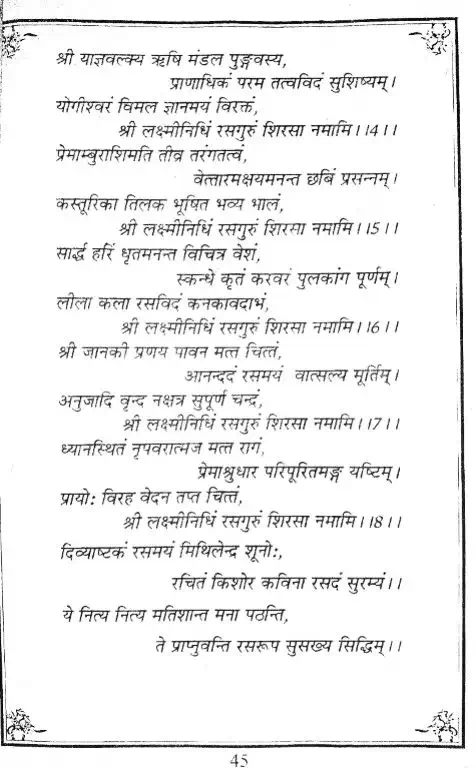 श्री याज्ञवल्क्य ऋषि मंडल पुङ्गवस्य,
प्राणाधिकं परम तत्वविदं सुशिष्यम्।
योगीश्वरं विमल ज्ञानमयं विरक्तं,
श्री लक्ष्मीनिधिं रसगुरुं शिरसा नमामि।।4।।
प्रेमाम्बुराशिमति तीव्र तरंगतत्वं,
वेत्तारमक्षयमनन्त छबिं प्रसन्नम्।
कस्तूरिका तिलक भूषित भव्य भालं,
श्री लक्ष्मीनिधिं रसगुरुं शिरसा नमामि।।5।।
सार्द्ध हरिं धृतमनन्त विचित्र वेशं,
स्कन्धे कृतं करवरं पुलकांग पूर्णम्।
लीला कला रसविदं कनकावदाभं,
श्री लक्ष्मीनिधिं रसगुरुं शिरसा नमामि।।6।।
श्री जानकी प्रणय पावन मत्त चित्तं,
आनन्ददं रसमयं वात्सल्य मूर्तिम्।
अनुजादि वृन्द नक्षत्र सुपूर्ण चन्द्रं,
श्री लक्ष्मीनिधिं रसगुरुं शिरसा नमामि।।7।।
ध्यानस्थितं नृपवरात्मज मत्त रागं,
प्रेमाश्रुधार परिपूरितमङ्ग यष्टिम्।
प्रायोः विरह वेदन तप्त चित्तं,
श्री लक्ष्मीनिधिं रसगुरुं शिरसा नमामि।।8।।
दिव्याष्टकं रसमयं मिथिलेन्द्र शूनोः,
रचितं किशोर कविना रसदं सुरम्यं।।
ये नित्य नित्य मतिशान्त मना पठन्ति,
ते प्राप्नुवन्ति रसरूप सुसख्य सिद्धिम्।।
45